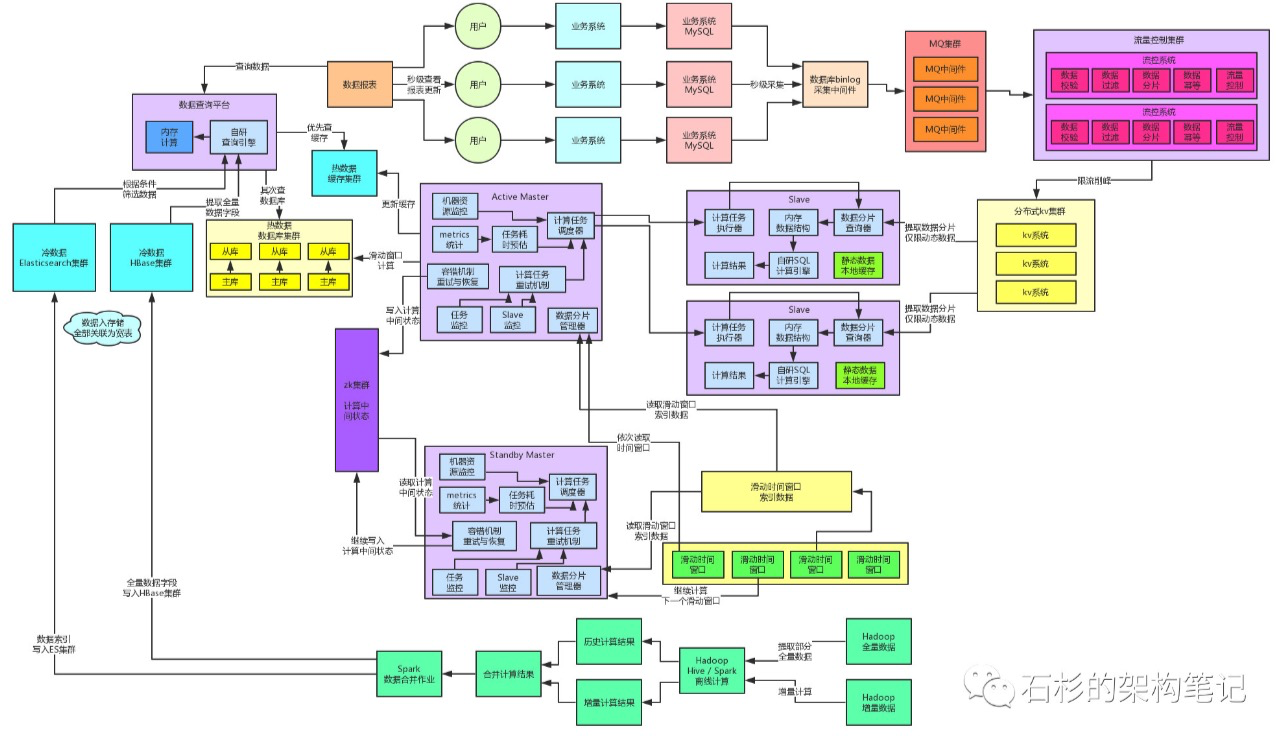 用户
业务系统
业务系统
MySQL
用户
业务系统
业务系统
MySQL
用户
业务系统
业务系统
MySQL
查询数据
数据报表
秒级查看
报表更新
秒级采集
数据库binlog
采集中间件
MQ集群
MQ中间件
MQ中间件
MQ中间件
流量控制集群
流控系统
数据
校验
数据
过滤
数据
分片
数据
幂等
流量
控制
流控系统
数据
校验
数据
过滤
数据
分片
数据
幂等
流量
控制
限流削峰
数据查询平台
内存
计算
自研
查询引擎
优先查
缓存
热数据
缓存集群
更新缓存
根据条件
筛选数据
提取全量
数据字段
其次查
数据库
冷数据
Elasticsearch集群
冷数据
HBase集群
热数据
数据库集群
从库
从库
从库
主库
主库
主库
滑动窗口
计算
数据入存储
全部关联为宽表
Active Master
机器资
源监控
metrics
统计
任务耗
时预估
计算任务
调度器
容错机制
重试与恢复
计算任务
重试机制
任务
监控
Slave
监控
数据分片
管理器
写入计算
中间状态
Slave
计算任务
执行器
内存
数据结构
数据分片
查询器
计算结果
自研SQL
计算引擎
静态数据
本地缓存
提取数据分片
仅限动态数据
Slave
计算任务
执行器
内存
数据结构
数据分片
查询器
计算结果
自研SQL
计算引擎
静态数据
本地缓存
提取数据分片
仅限动态数据
分布式kv集群
kv系统
kv系统
kv系统
zk集群
计算中
间状态
读取滑动窗口
索引数据
依次读取
时间窗口
读取计算
中间状态
继续写入
计算中间状态
Standby Master
机器资
源监控
metrics
统计
任务耗
时预估
计算任务
调度器
容错机制
重试与恢复
计算任务
重试机制
任务
监控
Slave
监控
数据分片
管理器
滑动时间窗口
索引数据
读取滑动窗口
索引数据
滑动时间
窗口
滑动时间
窗口
滑动时间
窗口
滑动时间
窗口
继续计算
下一个滑动窗口
全量数据字段
写入HBase集群
数据索引
写入ES集群
Spark
数据合并作业
合并计算结果
历史计算结果
增量计算结果
Hadoop
Hive / Spark
离线计算
提取部分
全量数据
增量计算
Hadoop
全量数据
Hadoop
增量数据
石杉的架构笔记